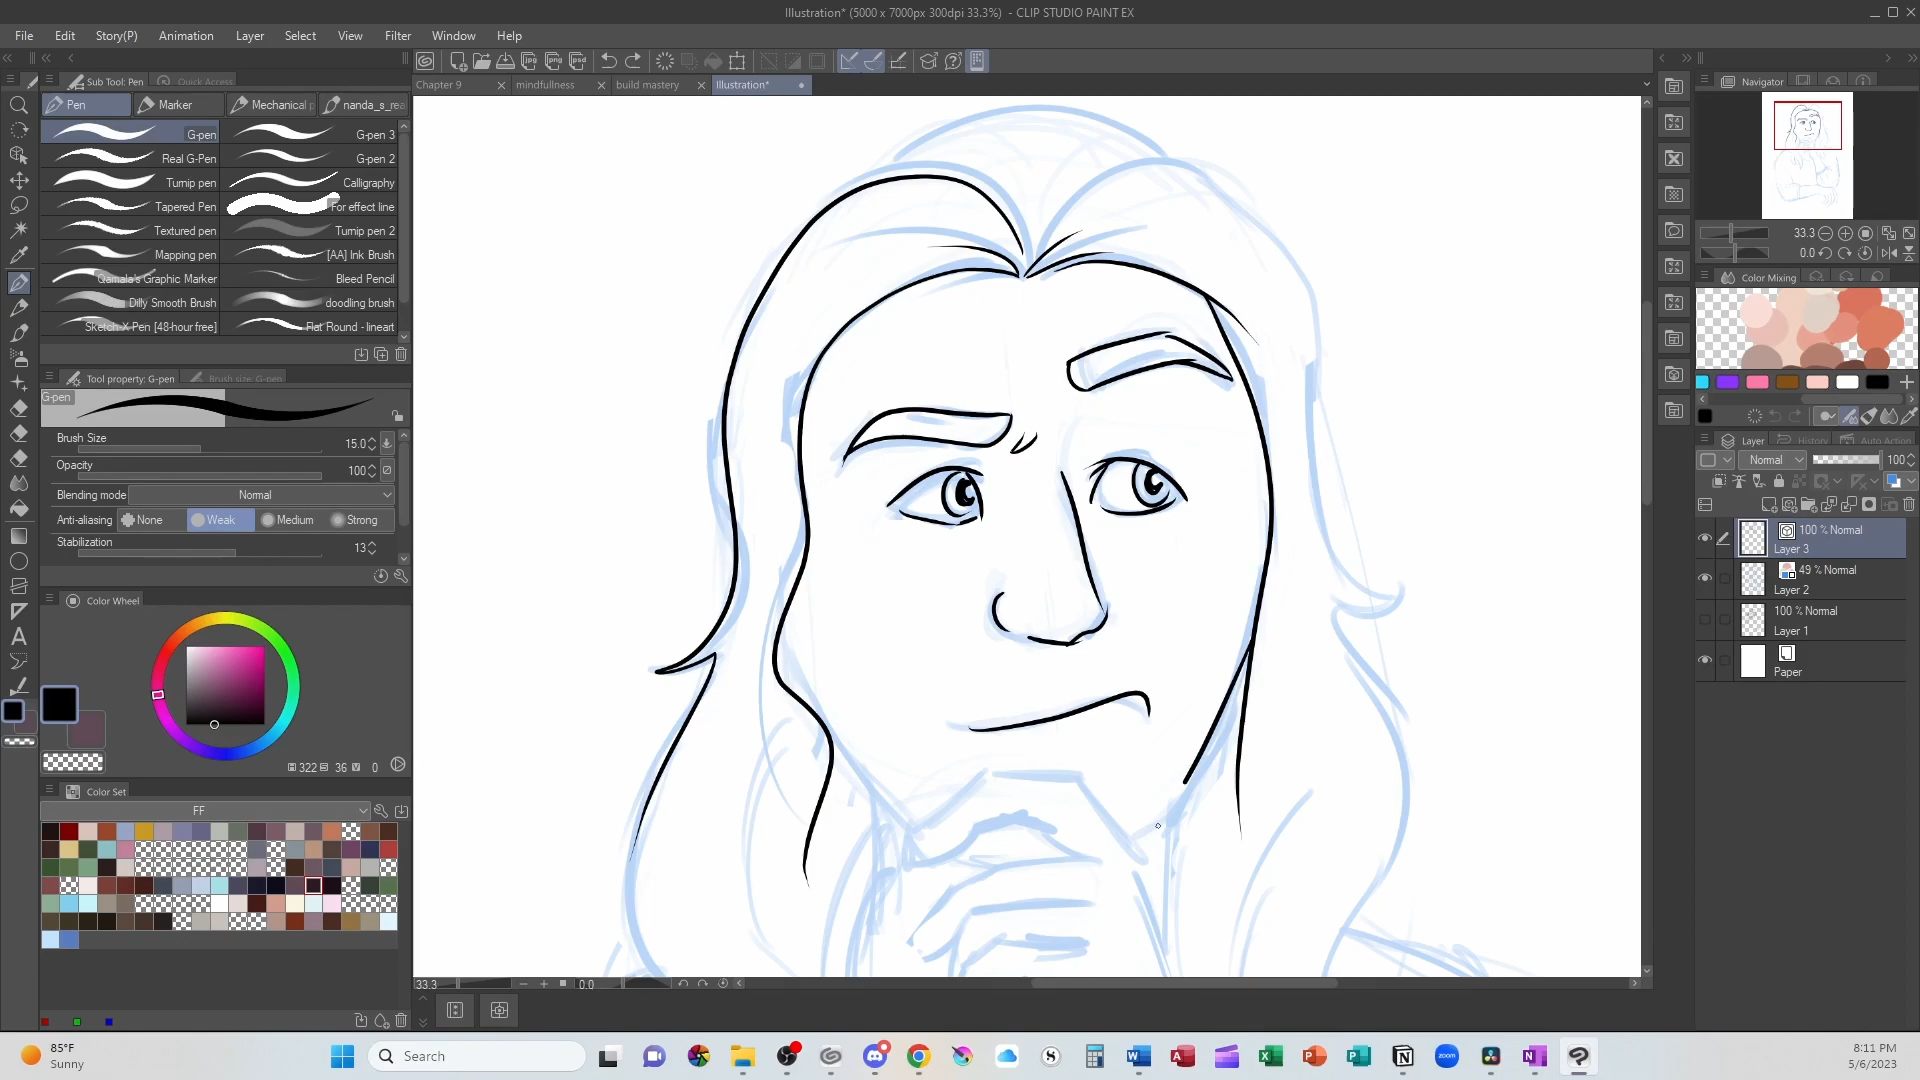 Illustration* (5000 x 7000px 300dpi 33.3%) - CLIP STUDIO PAINT EX
File Edit Story(P) Animation Layer Select View Filter Window Help
Sub Tool: Pen Quick Access
Chapter 9 mindfulness build mastery Illustration*
Navigator
Pen Marker Mechanical p nanda_s_rea
G-pen G-pen 3
Real G-Pen G-pen 2
Turnip pen Calligraphy
Tapered Pen For effect line
Textured pen Turnip pen 2
Mapping pen [AA] Ink Brush
Qamala's Graphic Marker Bleed Pencil
Dilly Smooth Brush doodling brush
Sketch-X Pen [48-hour free] Flat Round - lineart
33.3
0.0
Color Mixing
Tool property: G-pen Brush size: G-pen
G-pen
Brush Size 15.0
Opacity 100
Blending mode Normal
Anti-aliasing None Weak Medium Strong
Stabilization 13
Layer History Auto Action
Normal 100
100 % Normal
Layer 3
49 % Normal
Layer 2
100 % Normal
Layer 1
Paper
Color Wheel
322 36 0
Color Set
FF
33.3 0.0
85°F
Sunny
Search
zoom
8:11 PM
5/6/2023